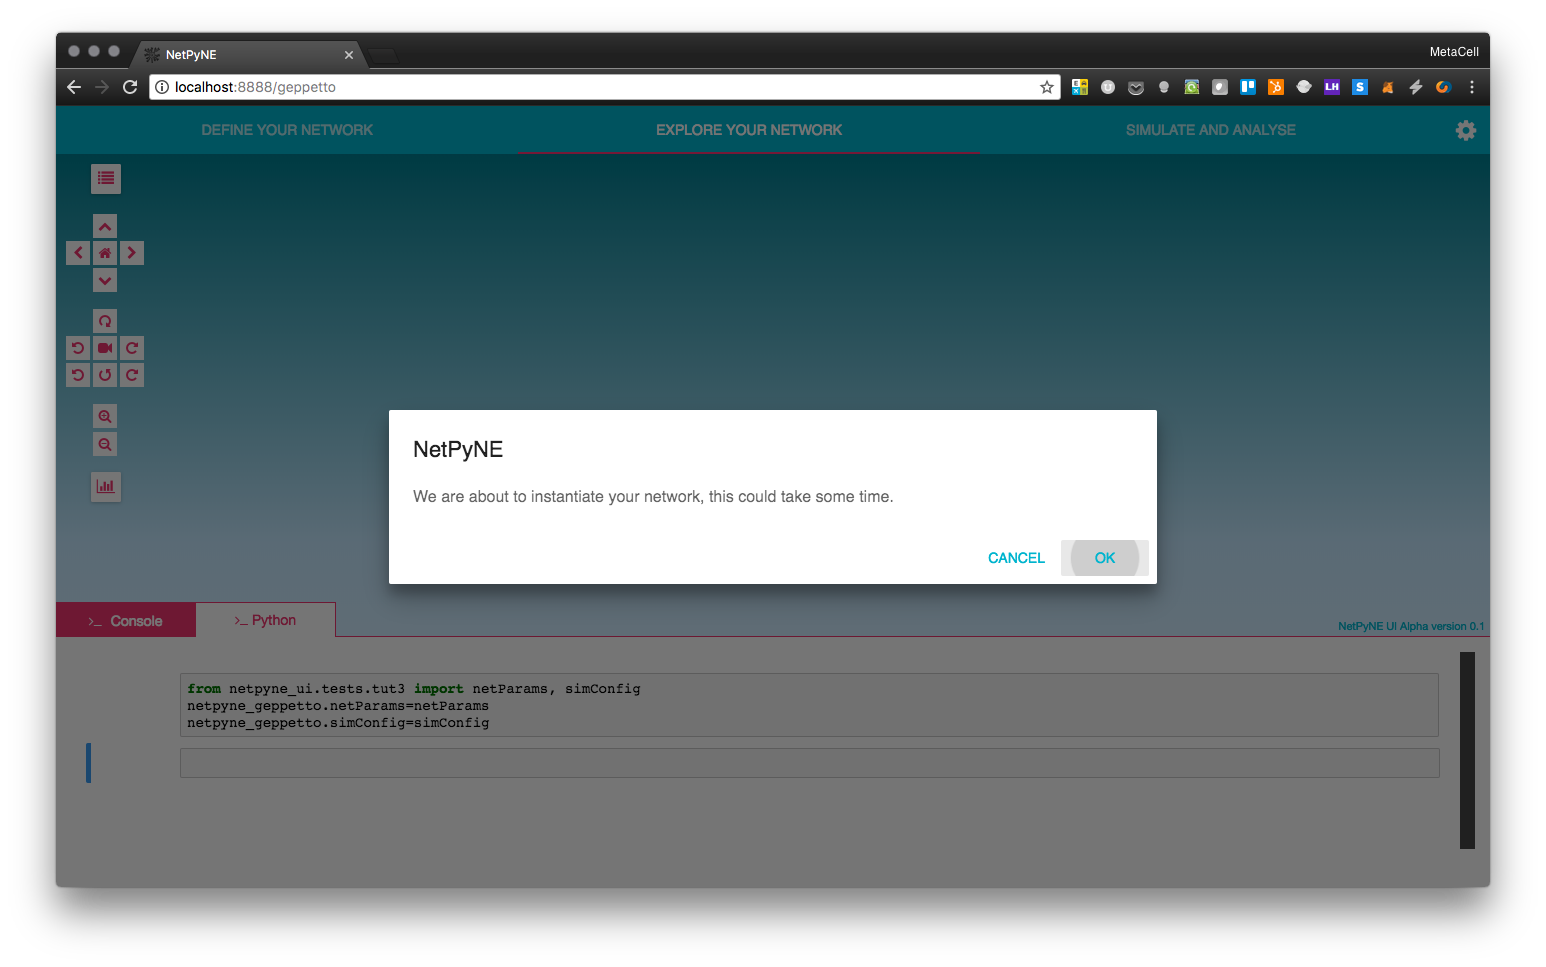 NetPyNE
MetaCell
localhost:8888/geppetto
LH
S
DEFINE YOUR NETWORK
EXPLORE YOUR NETWORK
SIMULATE AND ANALYSE
NetPyNE
We are about to instantiate your network, this could take some time.
CANCEL
OK
>_ Console
>_ Python
NetPyNE UI Alpha version 0.1
from netpyne_ui.tests.tut3 import netParams, simConfig
netpyne_geppetto.netParams=netParams
netpyne_geppetto.simConfig=simConfig